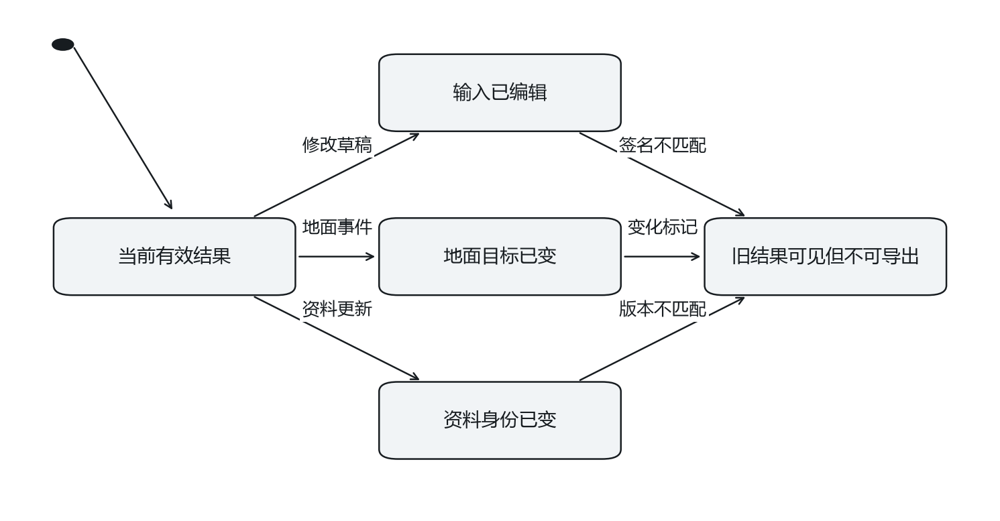 输入已编辑
修改草稿
签名不匹配
当前有效结果
地面事件
地面目标已变
变化标记
旧结果可见但不可导出
资料更新
版本不匹配
资料身份已变